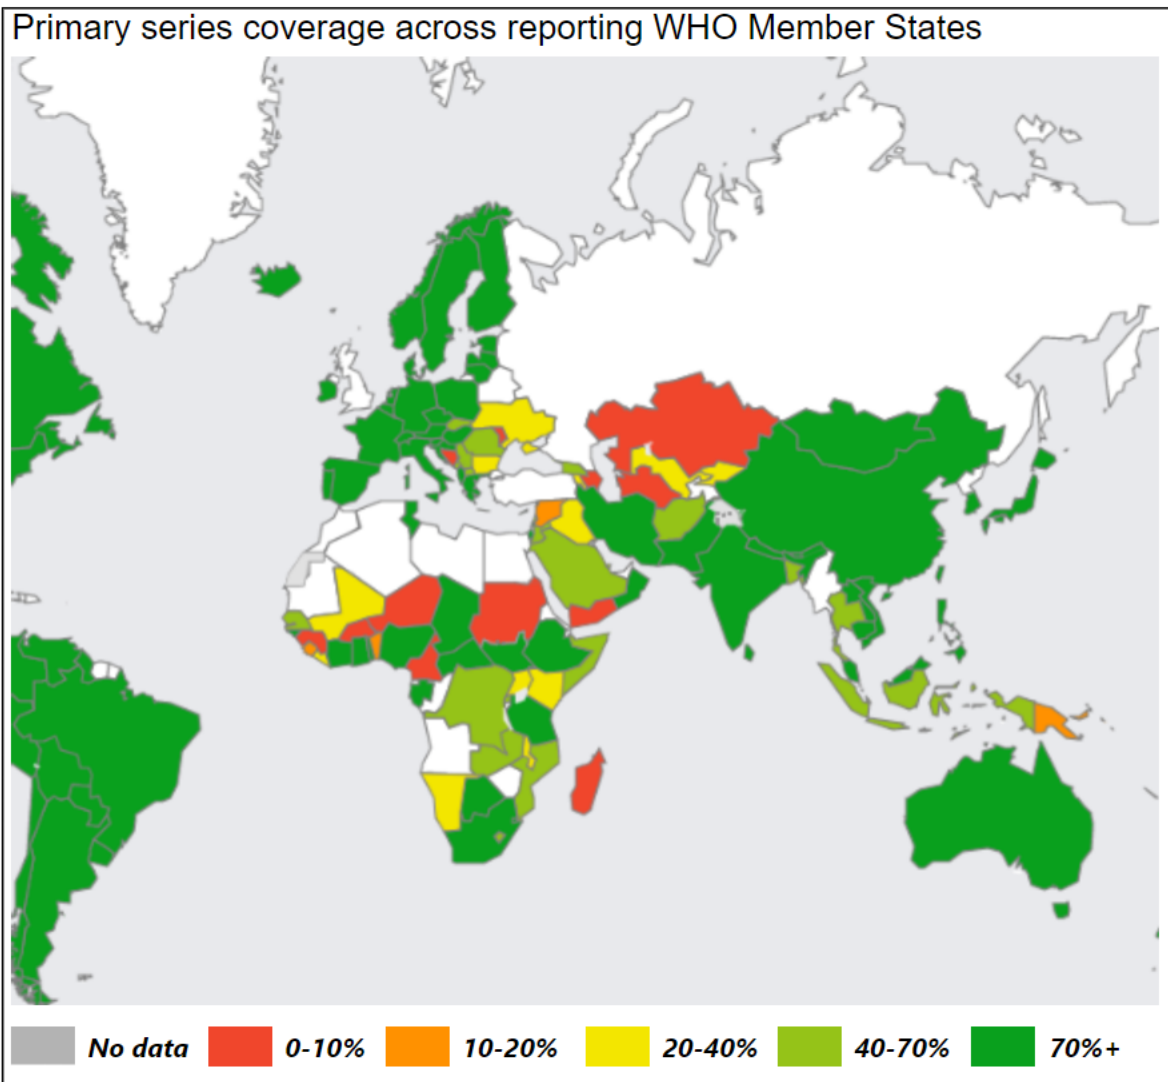 Primary series coverage across reporting WHO Member States
No data 0-10% 10-20% 20-40% 40-70% 70%+